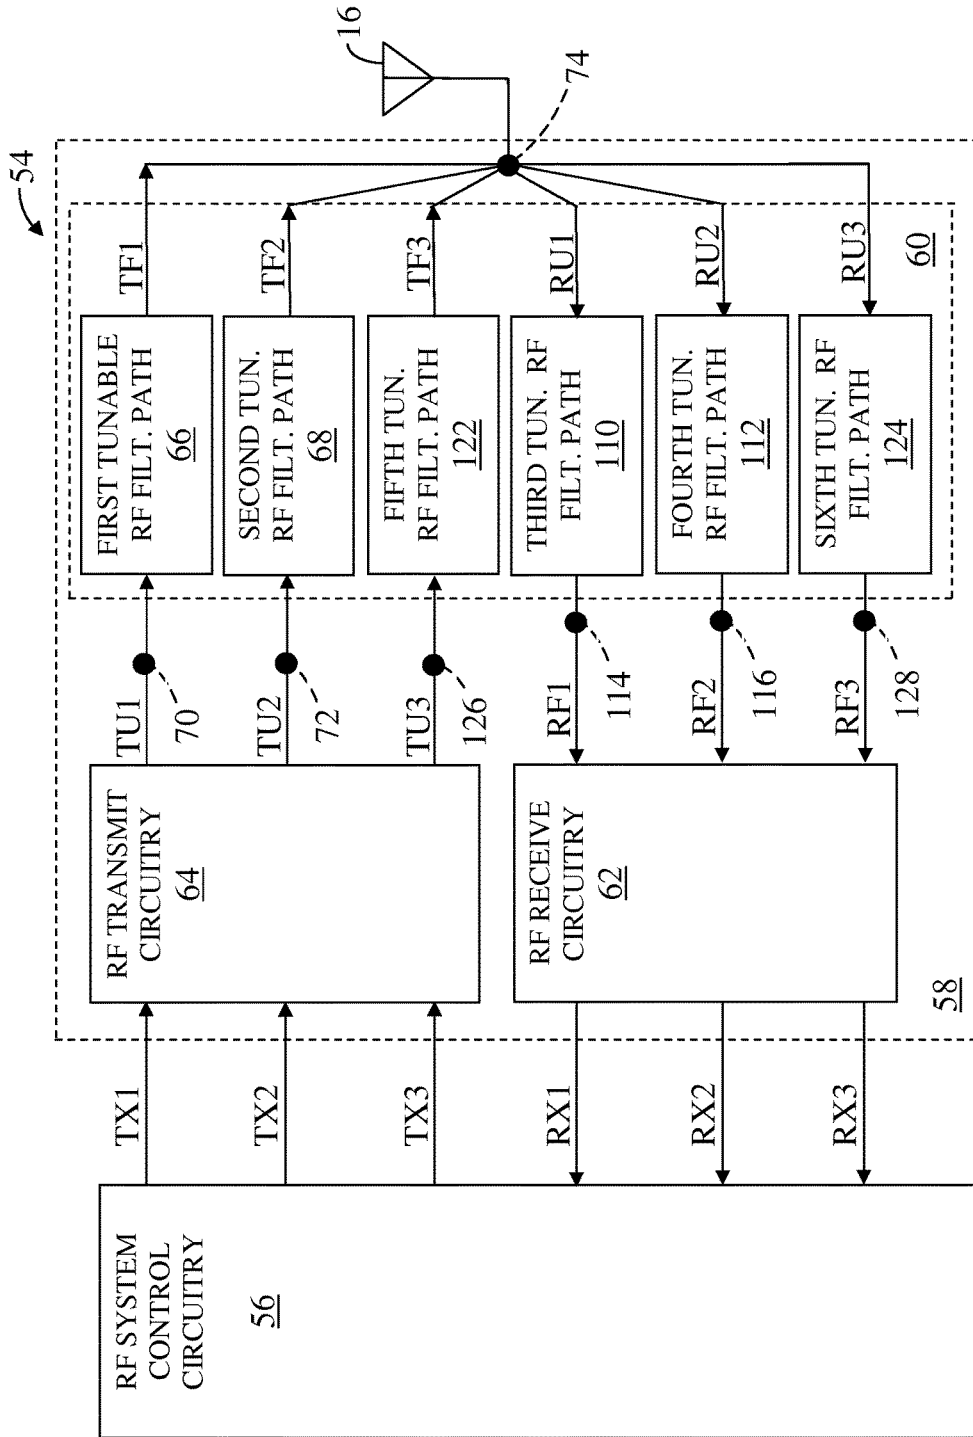 54
16
74
RF SYSTEM
CONTROL
CIRCUITRY
56
TX1
TX2
TX3
RX1
RX2
RX3
RF TRANSMIT
CIRCUITRY
64
RF RECEIVE
CIRCUITRY
62
58
TU1
70
TU2
72
TU3
126
RF1
114
RF2
116
RF3
128
FIRST TUNABLE
RF FILT. PATH
66
SECOND TUN.
RF FILT. PATH
68
FIFTH TUN.
RF FILT. PATH
122
THIRD TUN. RF
FILT. PATH
110
FOURTH TUN.
RF FILT. PATH
112
SIXTH TUN. RF
FILT. PATH
124
TF1
TF2
TF3
RU1
RU2
RU3
60